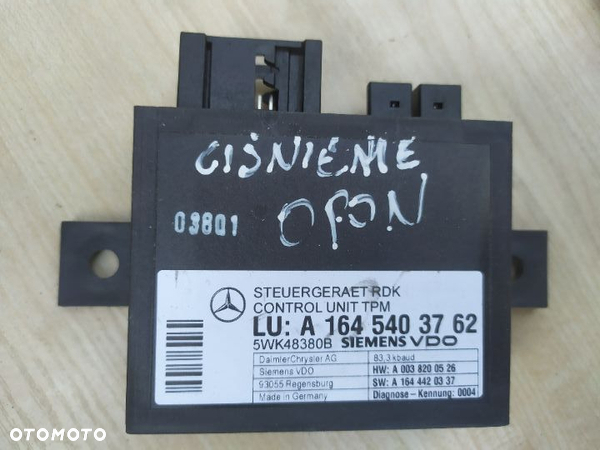 CIŚNIENIE
OPON
03801
STEUERGERAET RDK
CONTROL UNIT TPM
LU: A 164 540 37 62
5WK48380B SIEMENS VDO
DaimlerChrysler AG 83,3 kbaud
Siemens VDO HW: A 003 820 05 26
93055 Regensburg SW: A 164 442 03 37
Made in Germany Diagnose - Kennung: 0004
OTOMOTO